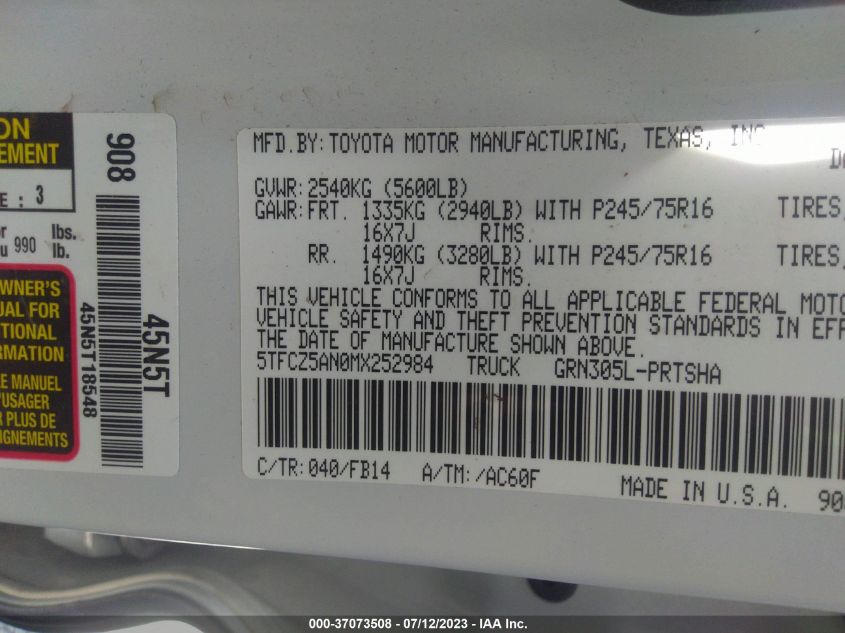 ON
EMENT
E : 3
or lbs.
u 990 lb.
WNER'S
UAL FOR
TIONAL
RMATION
E MANUEL
'USAGER
R PLUS DE
IGNEMENTS
908
45N5T
45N5T18548
MFD.BY: TOYOTA MOTOR MANUFACTURING, TEXAS, INC
GVWR: 2540KG (5600LB)
GAWR: FRT. 1335KG (2940LB) WITH P245/75R16 TIRES,
16X7J RIMS.
RR. 1490KG (3280LB) WITH P245/75R16 TIRES,
16X7J RIMS.
THIS VEHICLE CONFORMS TO ALL APPLICABLE FEDERAL MOTO
VEHICLE SAFETY AND THEFT PREVENTION STANDARDS IN EFF
THE DATE OF MANUFACTURE SHOWN ABOVE.
5TFCZ5AN0MX252984 TRUCK GRN305L-PRTSHA
C/TR: 040/FB14 A/TM: /AC60F
MADE IN U.S.A. 90
000-37073508 - 07/12/2023 - IAA Inc.